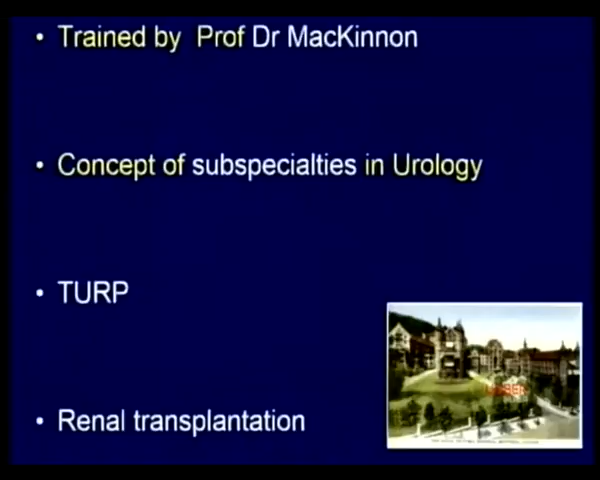 • Trained by Prof Dr MacKinnon
• Concept of subspecialties in Urology
• TURP
• Renal transplantation